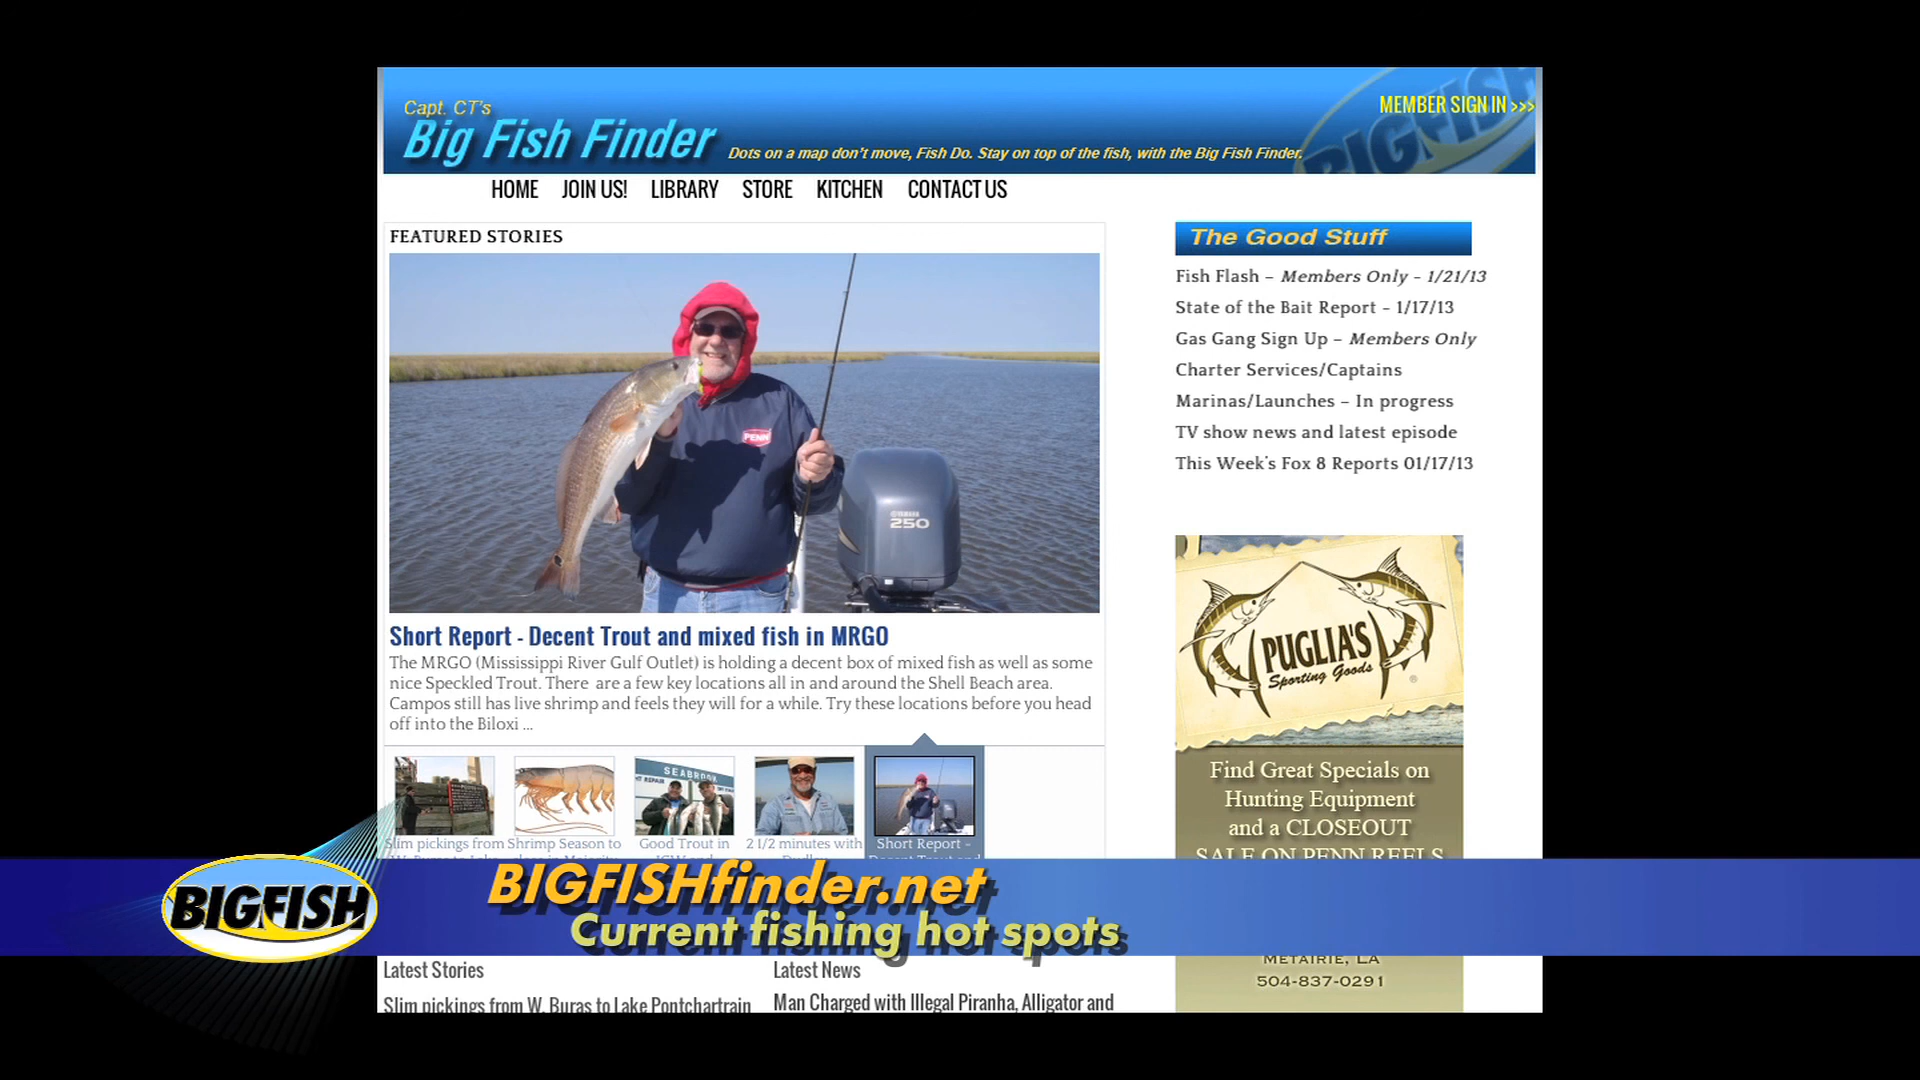 Capt. CT's
Big Fish Finder
Dots on a map don't move, Fish Do. Stay on top of the fish, with the Big Fish Finder.
BIGFISH
MEMBER SIGN IN >>>
HOME JOIN US! LIBRARY STORE KITCHEN CONTACT US
FEATURED STORIES
PENN
YAMAHA
250
Short Report - Decent Trout and mixed fish in MRGO
The MRGO (Mississippi River Gulf Outlet) is holding a decent box of mixed fish as well as some
nice Speckled Trout. There are a few key locations all in and around the Shell Beach area.
Campos still has live shrimp and feels they will for a while. Try these locations before you head
off into the Biloxi ...
SEABROOK
Slim pickings from
Shrimp Season to
Good Trout in
2 1/2 minutes with
Short Report -
Decent Trout and
The Good Stuff
Fish Flash – Members Only - 1/21/13
State of the Bait Report - 1/17/13
Gas Gang Sign Up – Members Only
Charter Services/Captains
Marinas/Launches – In progress
TV show news and latest episode
This Week's Fox 8 Reports 01/17/13
PUGLIA'S
Sporting Goods
®
Find Great Specials on
Hunting Equipment
and a CLOSEOUT
SALE ON PENN REELS
METAIRIE, LA
504-837-0291
BIGFISH
BIGFISHfinder.net
Current fishing hot spots
Latest Stories
Slim pickings from W. Buras to Lake Pontchartrain
Latest News
Man Charged with Illegal Piranha, Alligator and